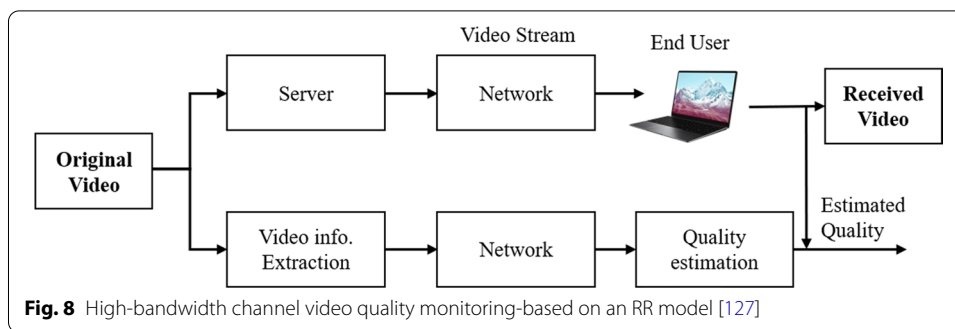 Video Stream
End User
Server
Network
Received
Video
Original
Video
Video info.
Extraction
Network
Quality
estimation
Estimated
Quality
Fig. 8 High-bandwidth channel video quality monitoring-based on an RR model [127]